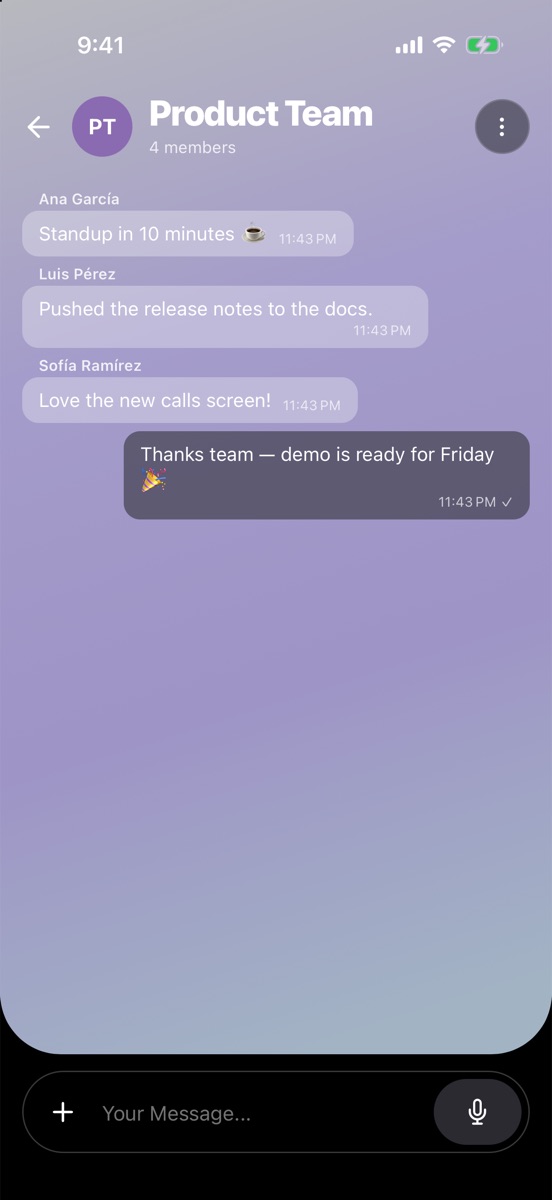 9:41
PT
Product Team
4 members
Ana García
Standup in 10 minutes ☕ 11:43 PM
Luis Pérez
Pushed the release notes to the docs.
11:43 PM
Sofía Ramírez
Love the new calls screen! 11:43 PM
Thanks team — demo is ready for Friday
🎉
11:43 PM ✓
Your Message...